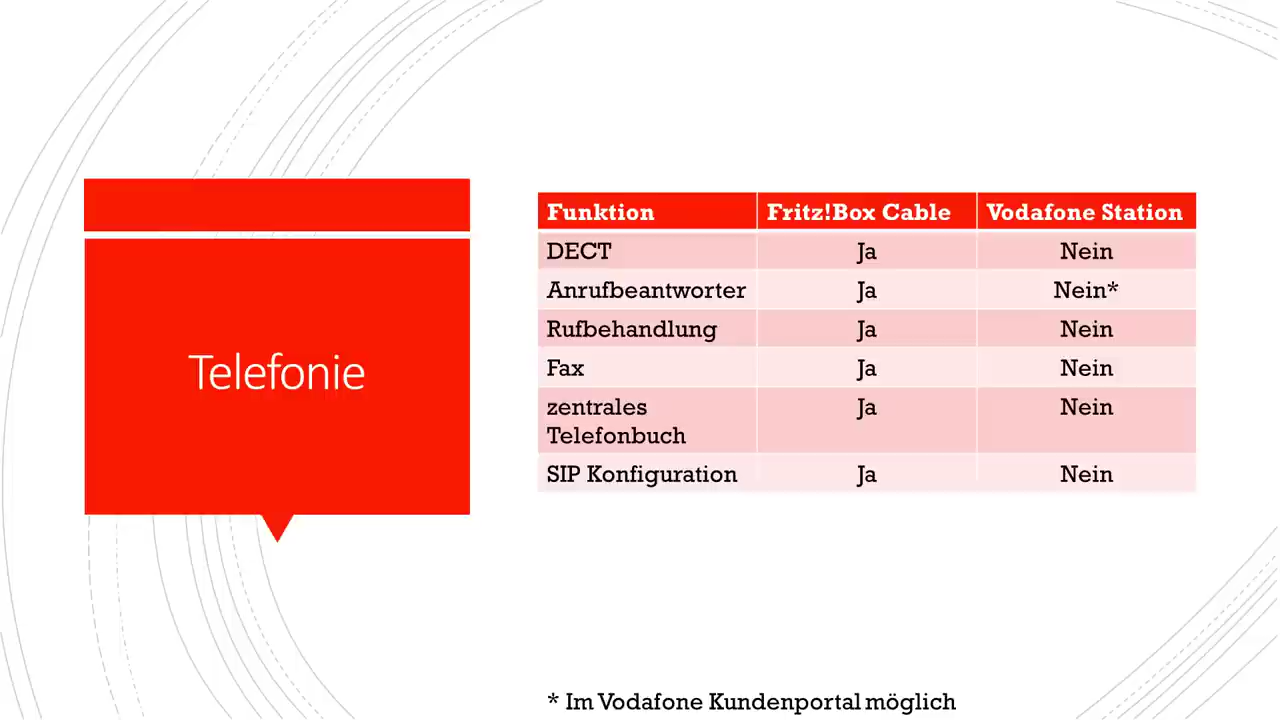 Telefonie
Funktion Fritz!Box Cable Vodafone Station
DECT Ja Nein
Anrufbeantworter Ja Nein*
Rufbehandlung Ja Nein
Fax Ja Nein
zentrales Ja Nein
Telefonbuch
SIP Konfiguration Ja Nein
* Im Vodafone Kundenportal möglich